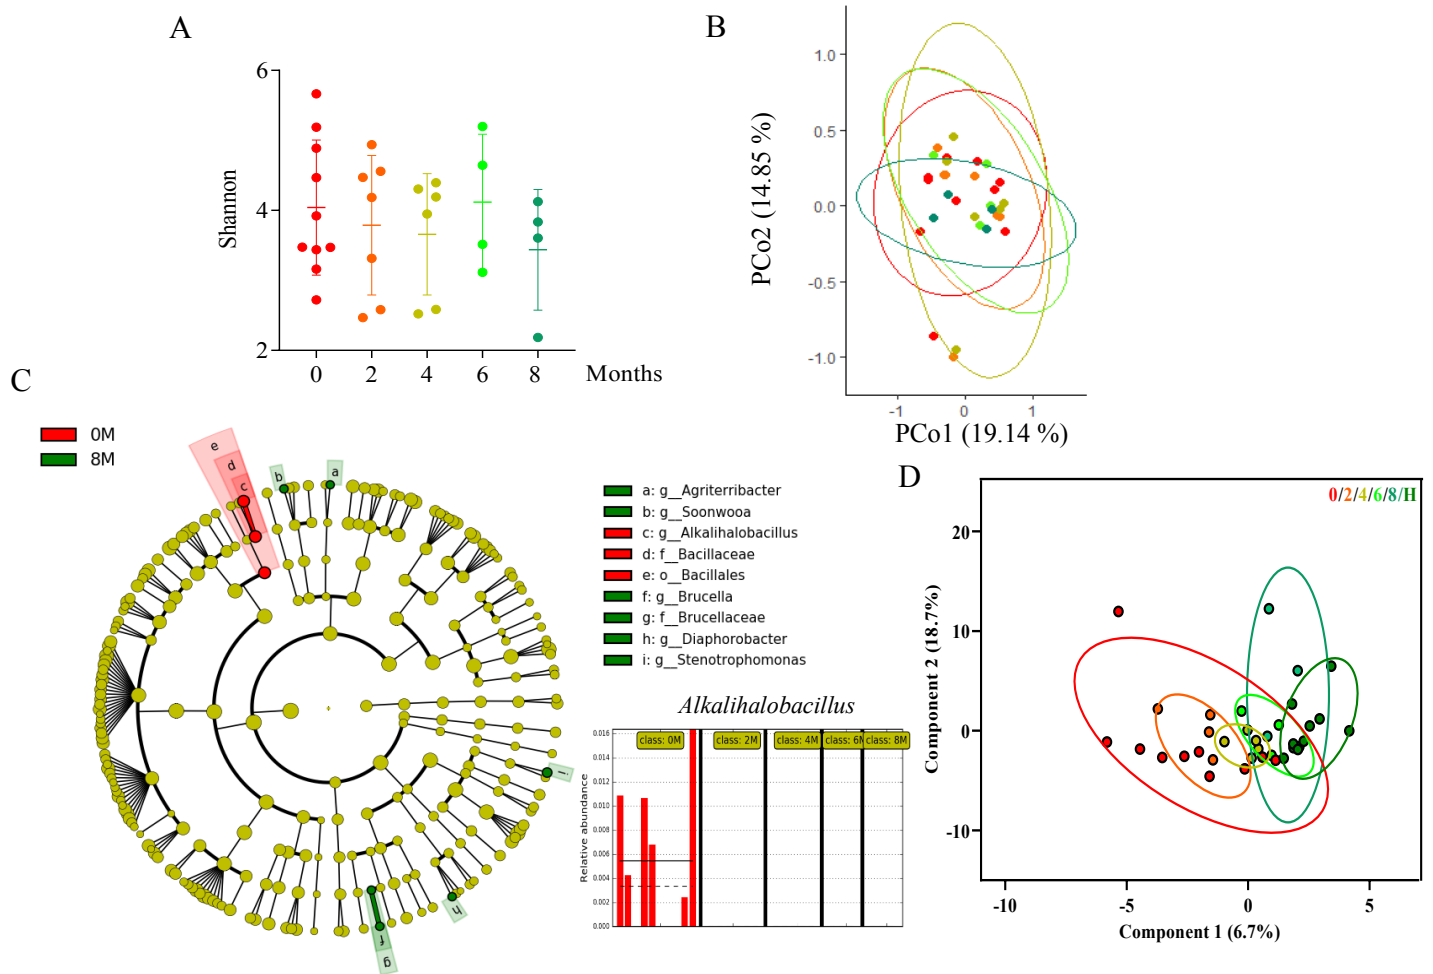 A
Shannon
6
4
2
0 2 4 6 8 Months
B
PCo2 (14.85 %)
1.0
0.5
0.0
-0.5
-1.0
-1 0 1
PCo1 (19.14 %)
C
0M
8M
e
d
c
b
a
i
h
f
g
a: g__Agriterribacter
b: g__Soonwooa
c: g__Alkalihalobacillus
d: f__Bacillaceae
e: o__Bacillales
f: g__Brucella
g: f__Brucellaceae
h: g__Diaphorobacter
i: g__Stenotrophomonas
Alkalihalobacillus
Relative abundance
0.016
0.014
0.012
0.010
0.008
0.006
0.004
0.002
0.000
class: 0M class: 2M class: 4M class: 6M class: 8M
D
0/2/4/6/8/H
Component 2 (18.7%)
20
10
0
-10
-10 -5 0 5
Component 1 (6.7%)